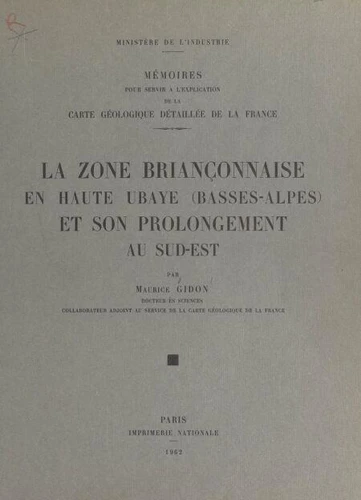 MINISTÈRE DE L'INDUSTRIE
MÉMOIRES
POUR SERVIR A L'EXPLICATION
DE LA
CARTE GÉOLOGIQUE DÉTAILLÉE DE LA FRANCE
LA ZONE BRIANÇONNAISE
EN HAUTE UBAYE (BASSES-ALPES)
ET SON PROLONGEMENT
AU SUD-EST
PAR
MAURICE GIDON
DOCTEUR ÈS SCIENCES
COLLABORATEUR ADJOINT AU SERVICE DE LA CARTE GÉOLOGIQUE DE LA FRANCE
PARIS
IMPRIMERIE NATIONALE
1962